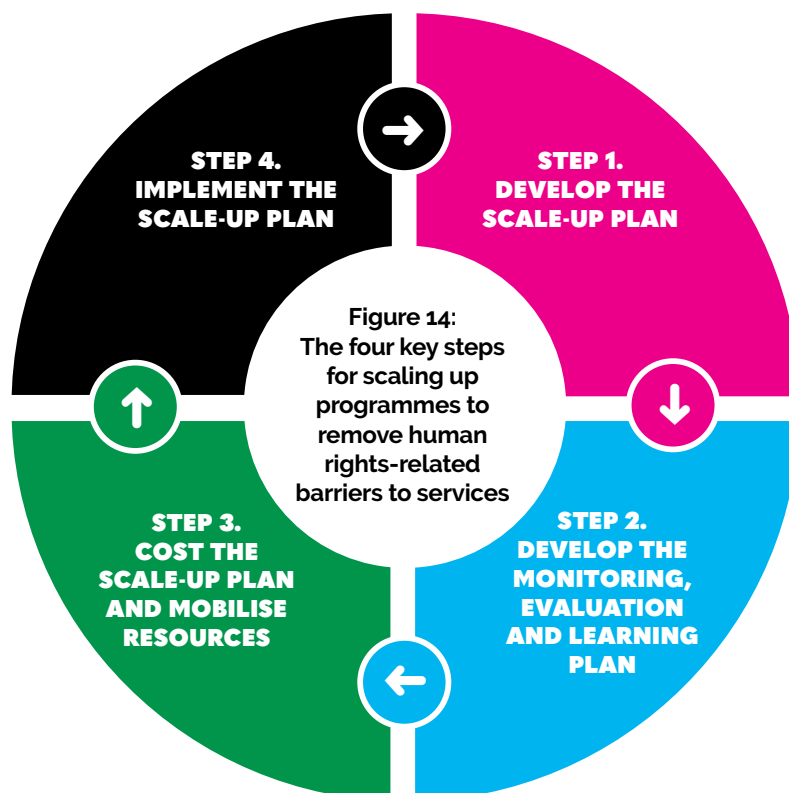 Figure 14:
The four key steps
for scaling up
programmes to
remove human
rights-related
barriers to services
STEP 1.
DEVELOP THE
SCALE-UP PLAN
STEP 2.
DEVELOP THE
MONITORING,
EVALUATION
AND LEARNING
PLAN
STEP 3.
COST THE
SCALE-UP PLAN
AND MOBILISE
RESOURCES
STEP 4.
IMPLEMENT THE
SCALE-UP PLAN